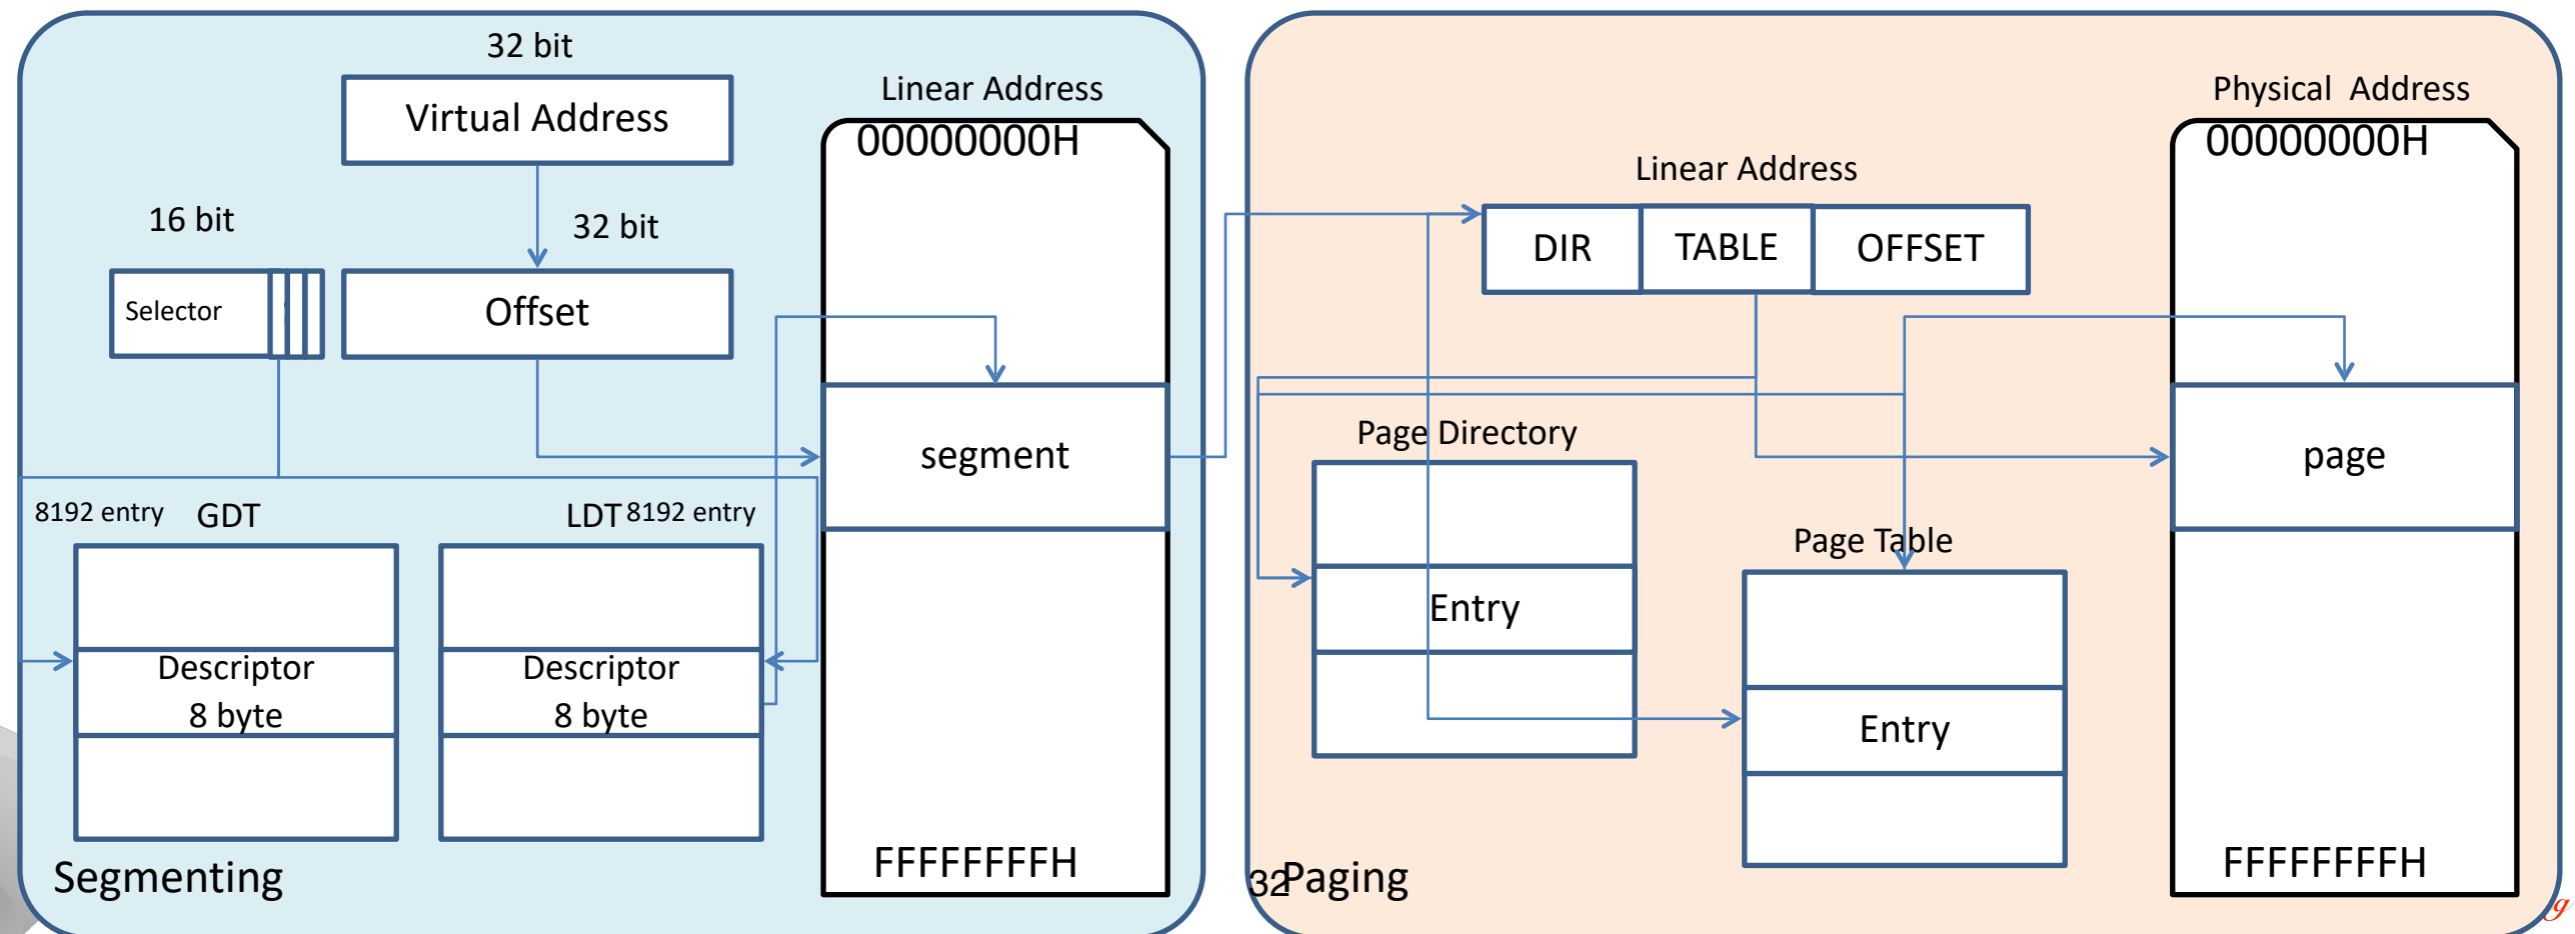 32 bit
Virtual Address
16 bit
32 bit
Selector
Offset
Linear Address
00000000H
segment
FFFFFFFFH
8192 entry
GDT
LDT
8192 entry
Descriptor
8 byte
Descriptor
8 byte
Segmenting
Linear Address
DIR
TABLE
OFFSET
Page Directory
Entry
Page Table
Entry
Physical Address
00000000H
page
FFFFFFFFH
32
Paging